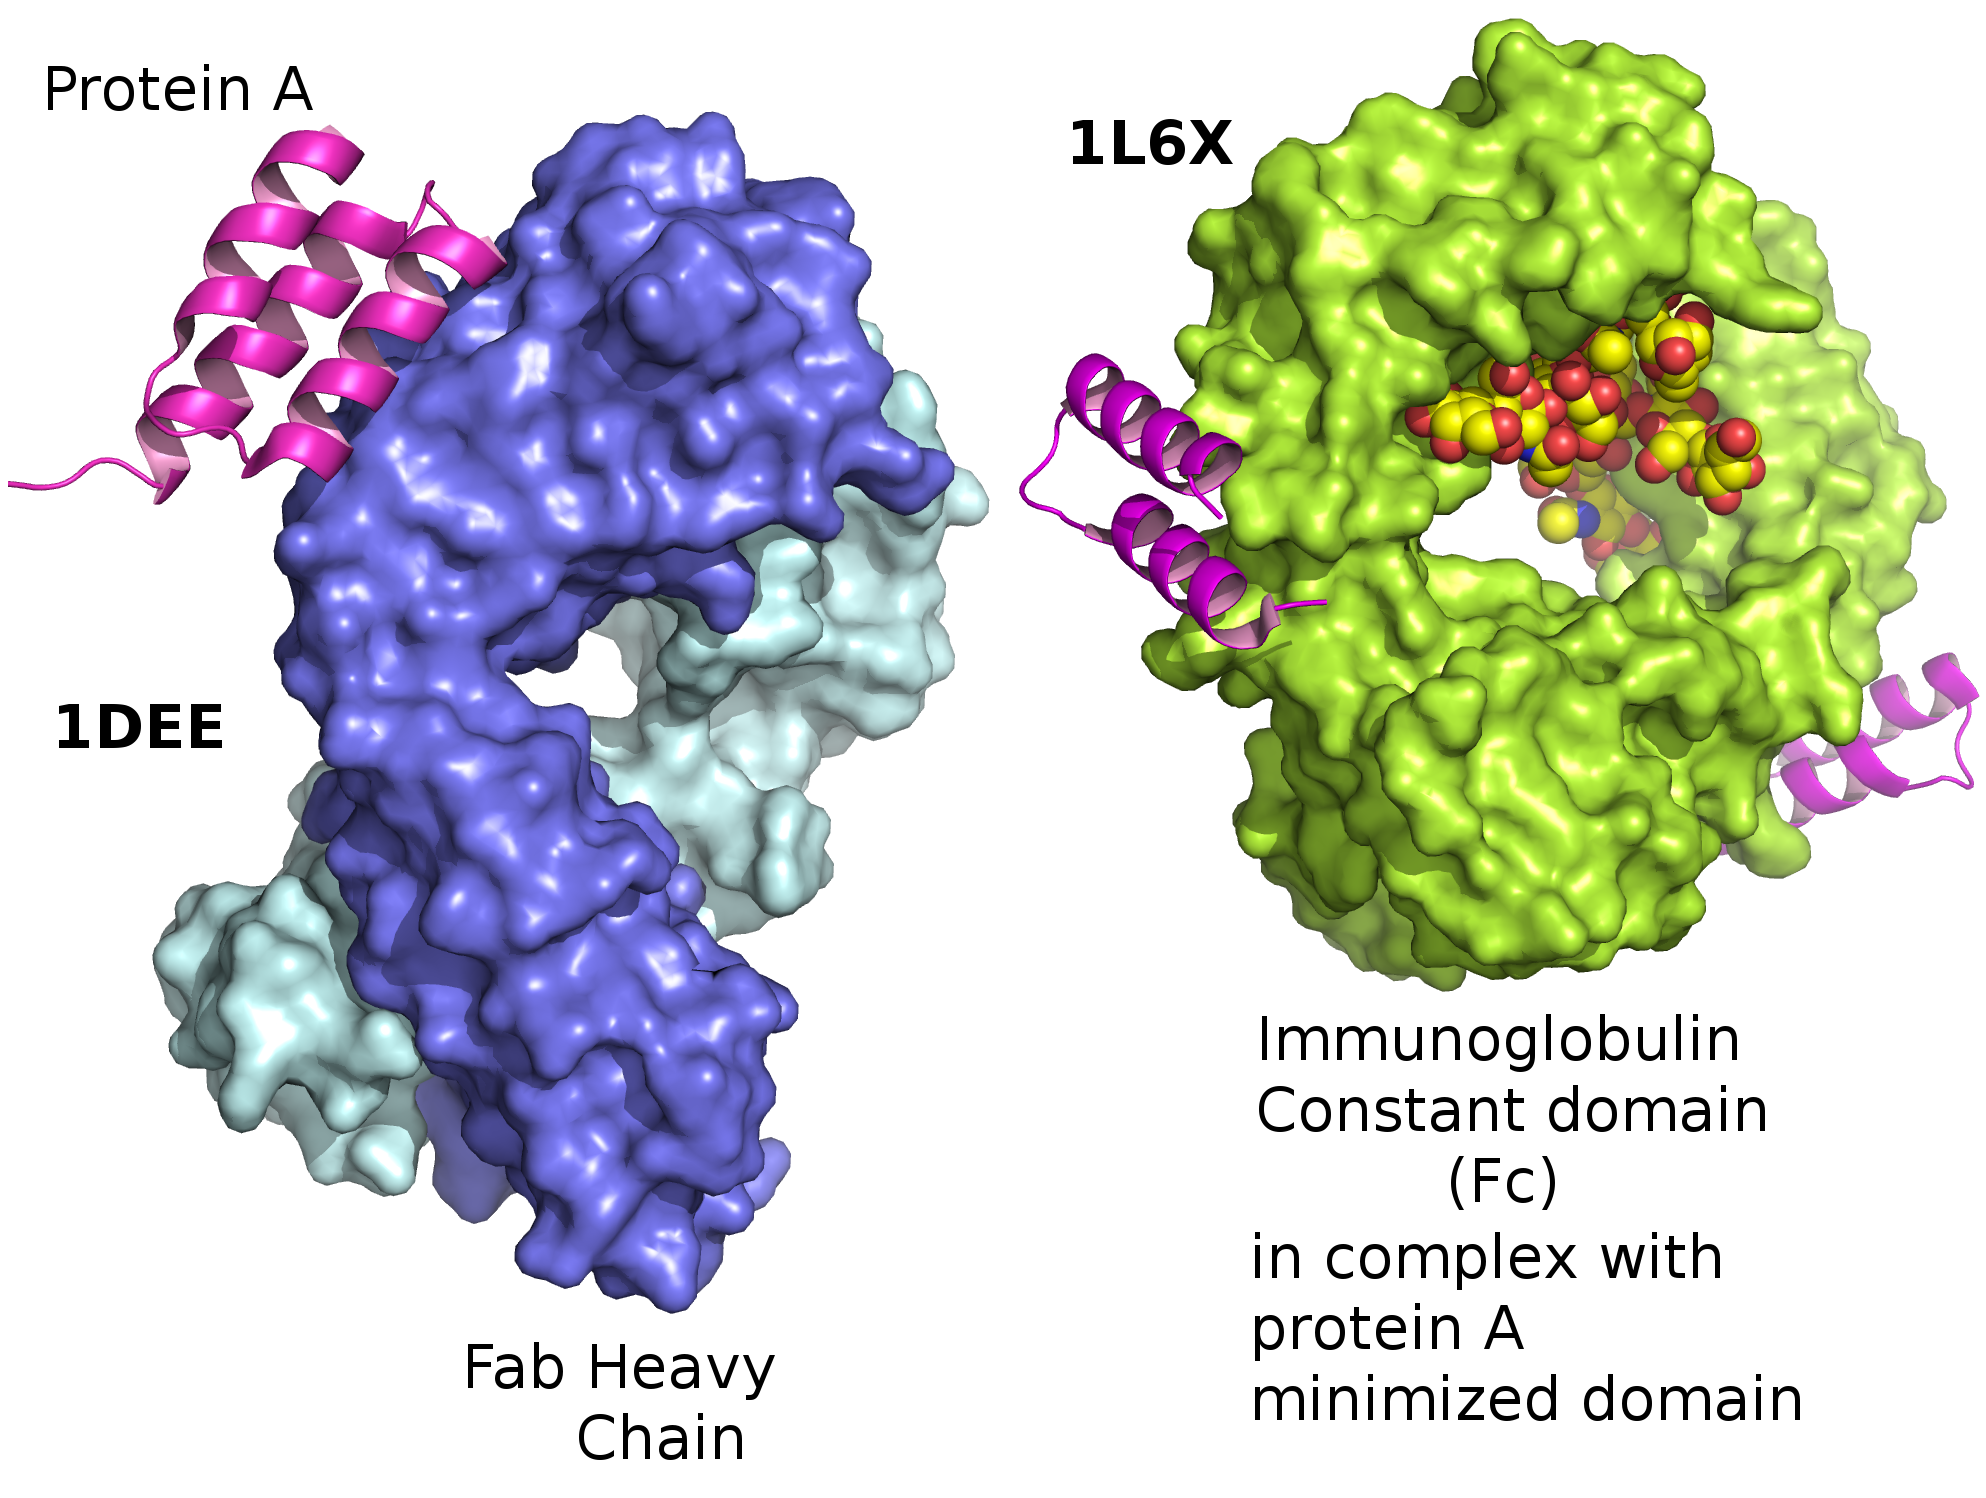 Protein A
1DEE
Fab Heavy
Chain
1L6X
Immunoglobulin
Constant domain
(Fc)
in complex with
protein A
minimized domain